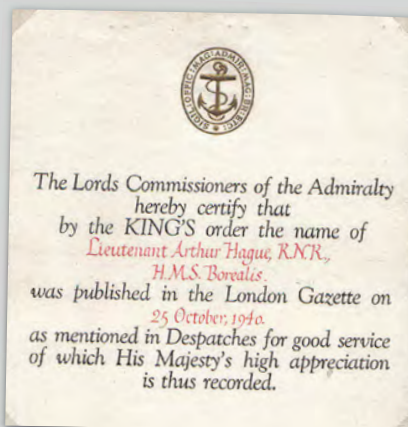 The Lords Commissioners of the Admiralty
hereby certify that
by the KING'S order the name of
Lieutenant Arthur Hague, R.N.R.,
H.M.S. Borealis.
was published in the London Gazette on
25 October, 1940.
as mentioned in Despatches for good service
of which His Majesty's high appreciation
is thus recorded.